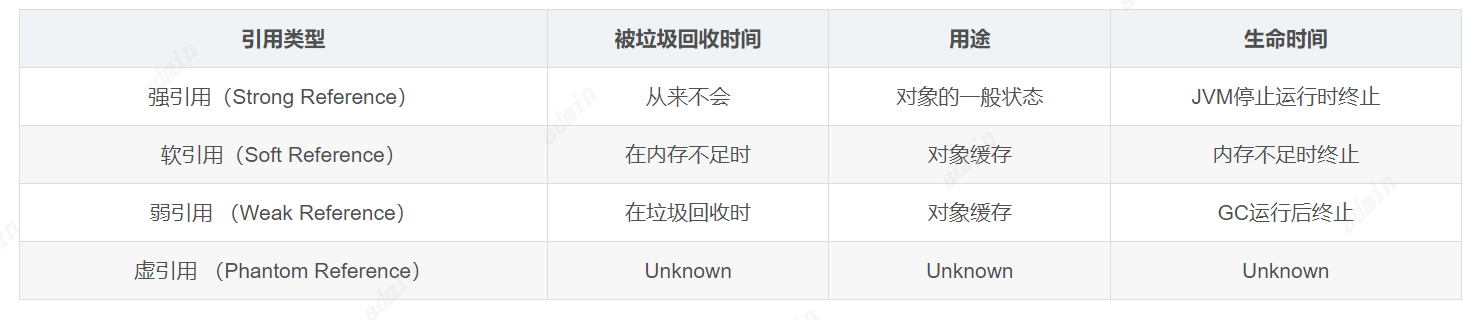 引用类型 被垃圾回收时间 用途 生命时间
强引用（Strong Reference） 从来不会 对象的一般状态 JVM停止运行时终止
软引用（Soft Reference） 在内存不足时 对象缓存 内存不足时终止
弱引用 （Weak Reference） 在垃圾回收时 对象缓存 GC运行后终止
虚引用 （Phantom Reference） Unknown Unknown Unknown
admin
admin
admin
admin
admin